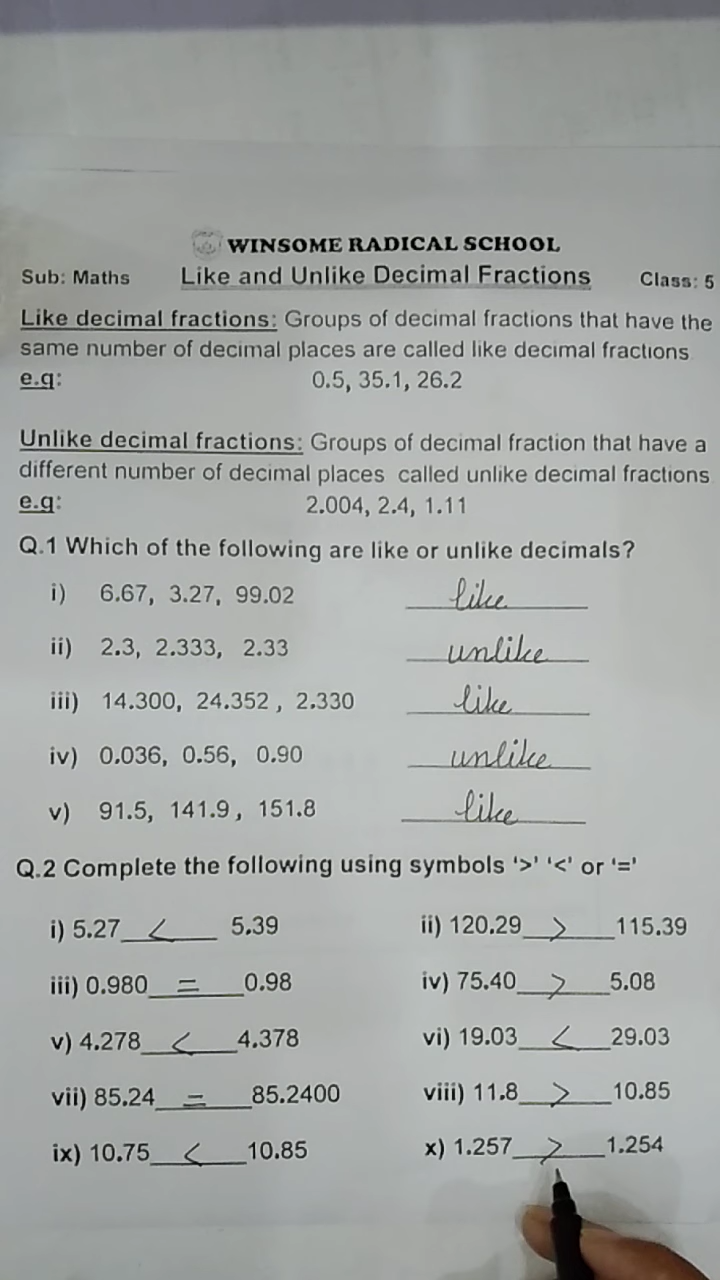 WINSOME RADICAL SCHOOL
Sub: Maths Like and Unlike Decimal Fractions Class: 5
Like decimal fractions: Groups of decimal fractions that have the
same number of decimal places are called like decimal fractions
e.g: 0.5, 35.1, 26.2
Unlike decimal fractions: Groups of decimal fraction that have a
different number of decimal places called unlike decimal fractions
e.g: 2.004, 2.4, 1.11
Q.1 Which of the following are like or unlike decimals?
i) 6.67, 3.27, 99.02 like
ii) 2.3, 2.333, 2.33 unlike
iii) 14.300, 24.352, 2.330 like
iv) 0.036, 0.56, 0.90 unlike
v) 91.5, 141.9, 151.8 like
Q.2 Complete the following using symbols '>' '<' or '='
i) 5.27 < 5.39 ii) 120.29 > 115.39
iii) 0.980 = 0.98 iv) 75.40 > 5.08
v) 4.278 < 4.378 vi) 19.03 < 29.03
vii) 85.24 = 85.2400 viii) 11.8 > 10.85
ix) 10.75 < 10.85 x) 1.257 > 1.254